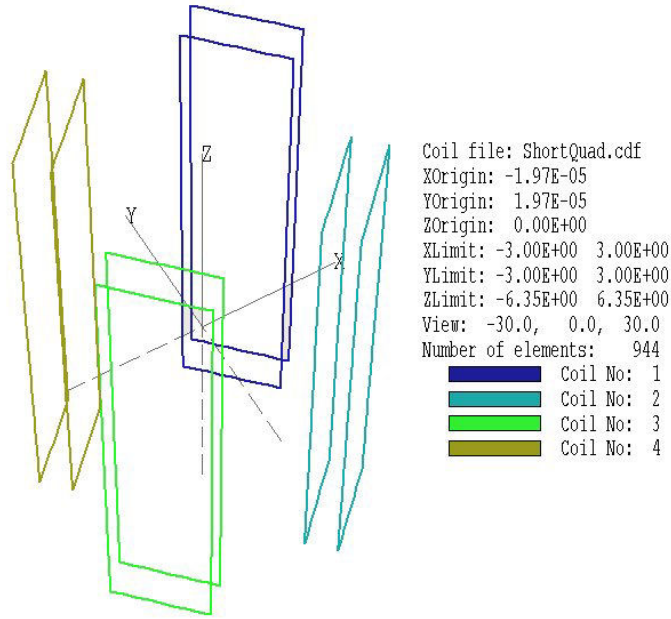 Z
Y
X
Coil file: ShortQuad.cdf
XOrigin: -1.97E-05
YOrigin: 1.97E-05
ZOrigin: 0.00E+00
XLimit: -3.00E+00 3.00E+00
YLimit: -3.00E+00 3.00E+00
ZLimit: -6.35E+00 6.35E+00
View: -30.0, 0.0, 30.0
Number of elements: 944
Coil No: 1
Coil No: 2
Coil No: 3
Coil No: 4